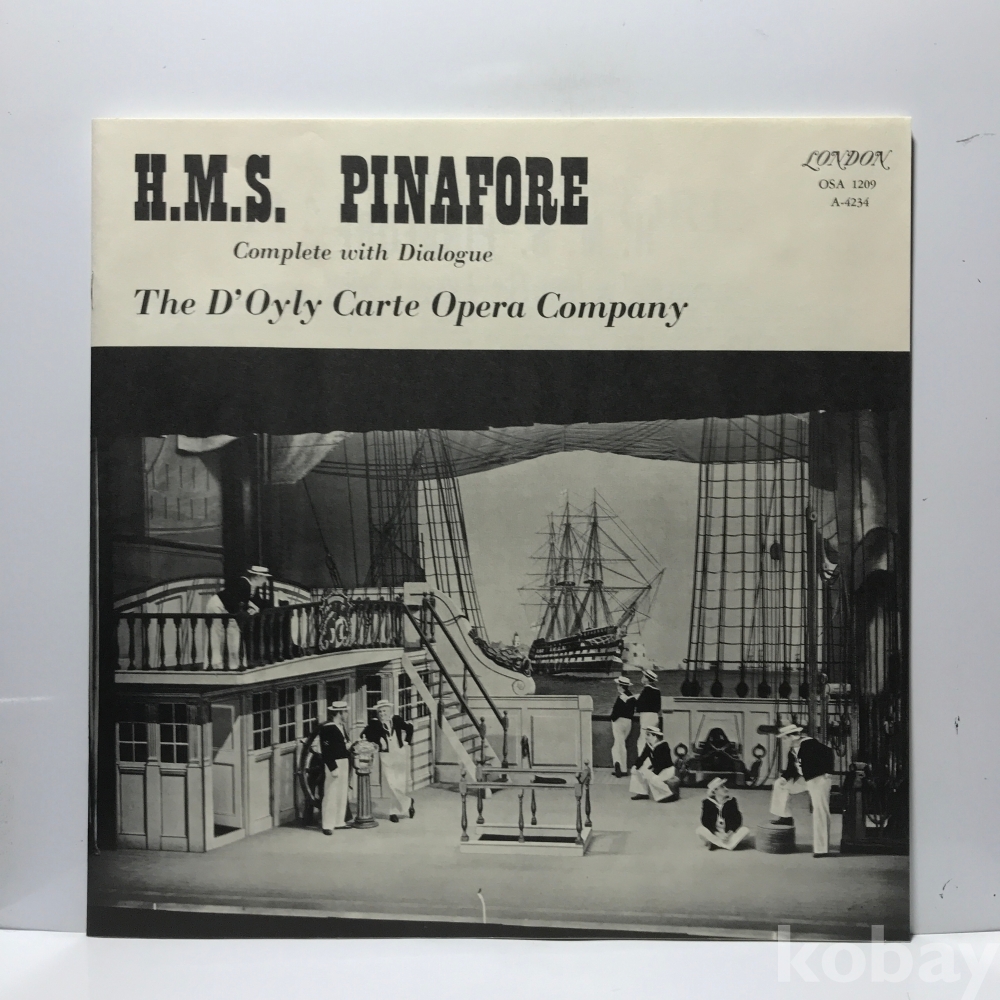 H.M.S. PINAFORE
Complete with Dialogue
The D'Oyly Carte Opera Company
LONDON
OSA 1209
A-4234
kobay